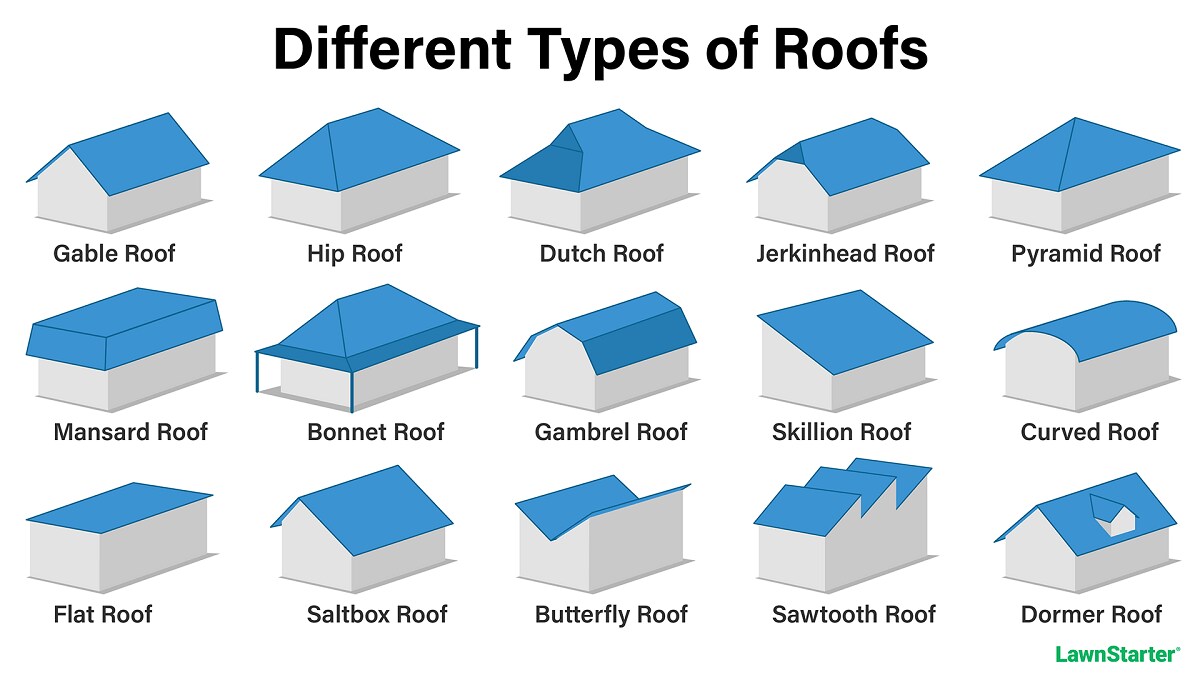 Different Types of Roofs
Gable Roof
Hip Roof
Dutch Roof
Jerkinhead Roof
Pyramid Roof
Mansard Roof
Bonnet Roof
Gambrel Roof
Skillion Roof
Curved Roof
Flat Roof
Saltbox Roof
Butterfly Roof
Sawtooth Roof
Dormer Roof
LawnStarter®